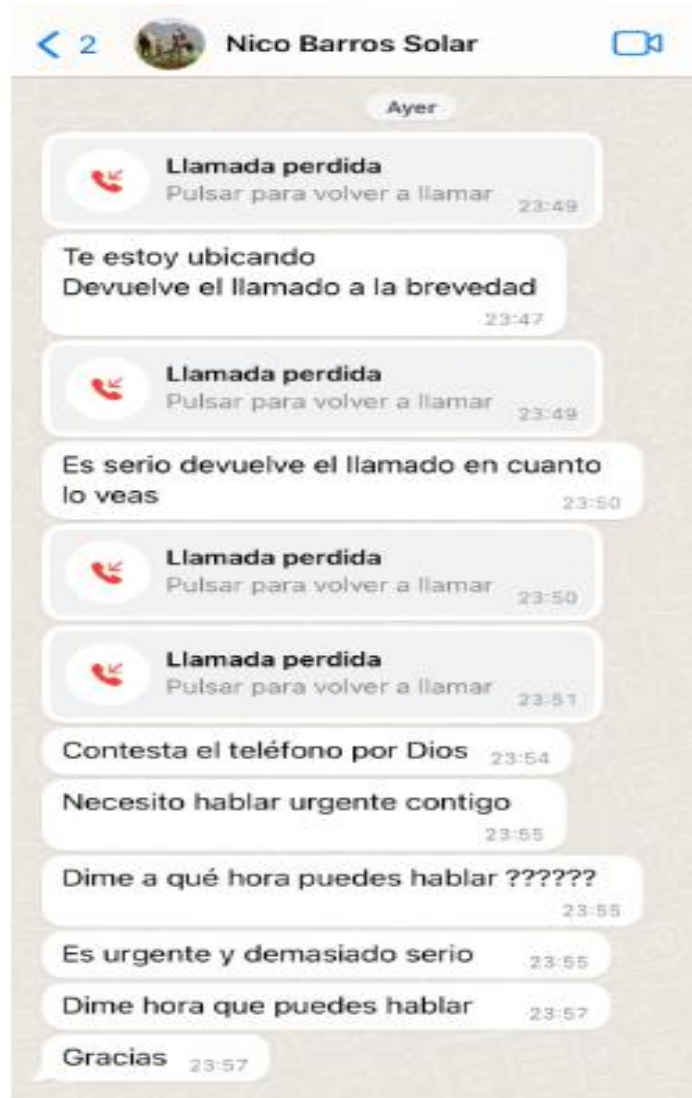 2 Nico Barros Solar
Ayer
Llamada perdida
Pulsar para volver a llamar 23:49
Te estoy ubicando
Devuelve el llamado a la brevedad
23:47
Llamada perdida
Pulsar para volver a llamar 23:49
Es serio devuelve el llamado en cuanto
lo veas 23:50
Llamada perdida
Pulsar para volver a llamar 23:50
Llamada perdida
Pulsar para volver a llamar 23:51
Contesta el teléfono por Dios 23:54
Necesito hablar urgente contigo
23:55
Dime a qué hora puedes hablar ??????
23:55
Es urgente y demasiado serio 23:55
Dime hora que puedes hablar 23:57
Gracias 23:57